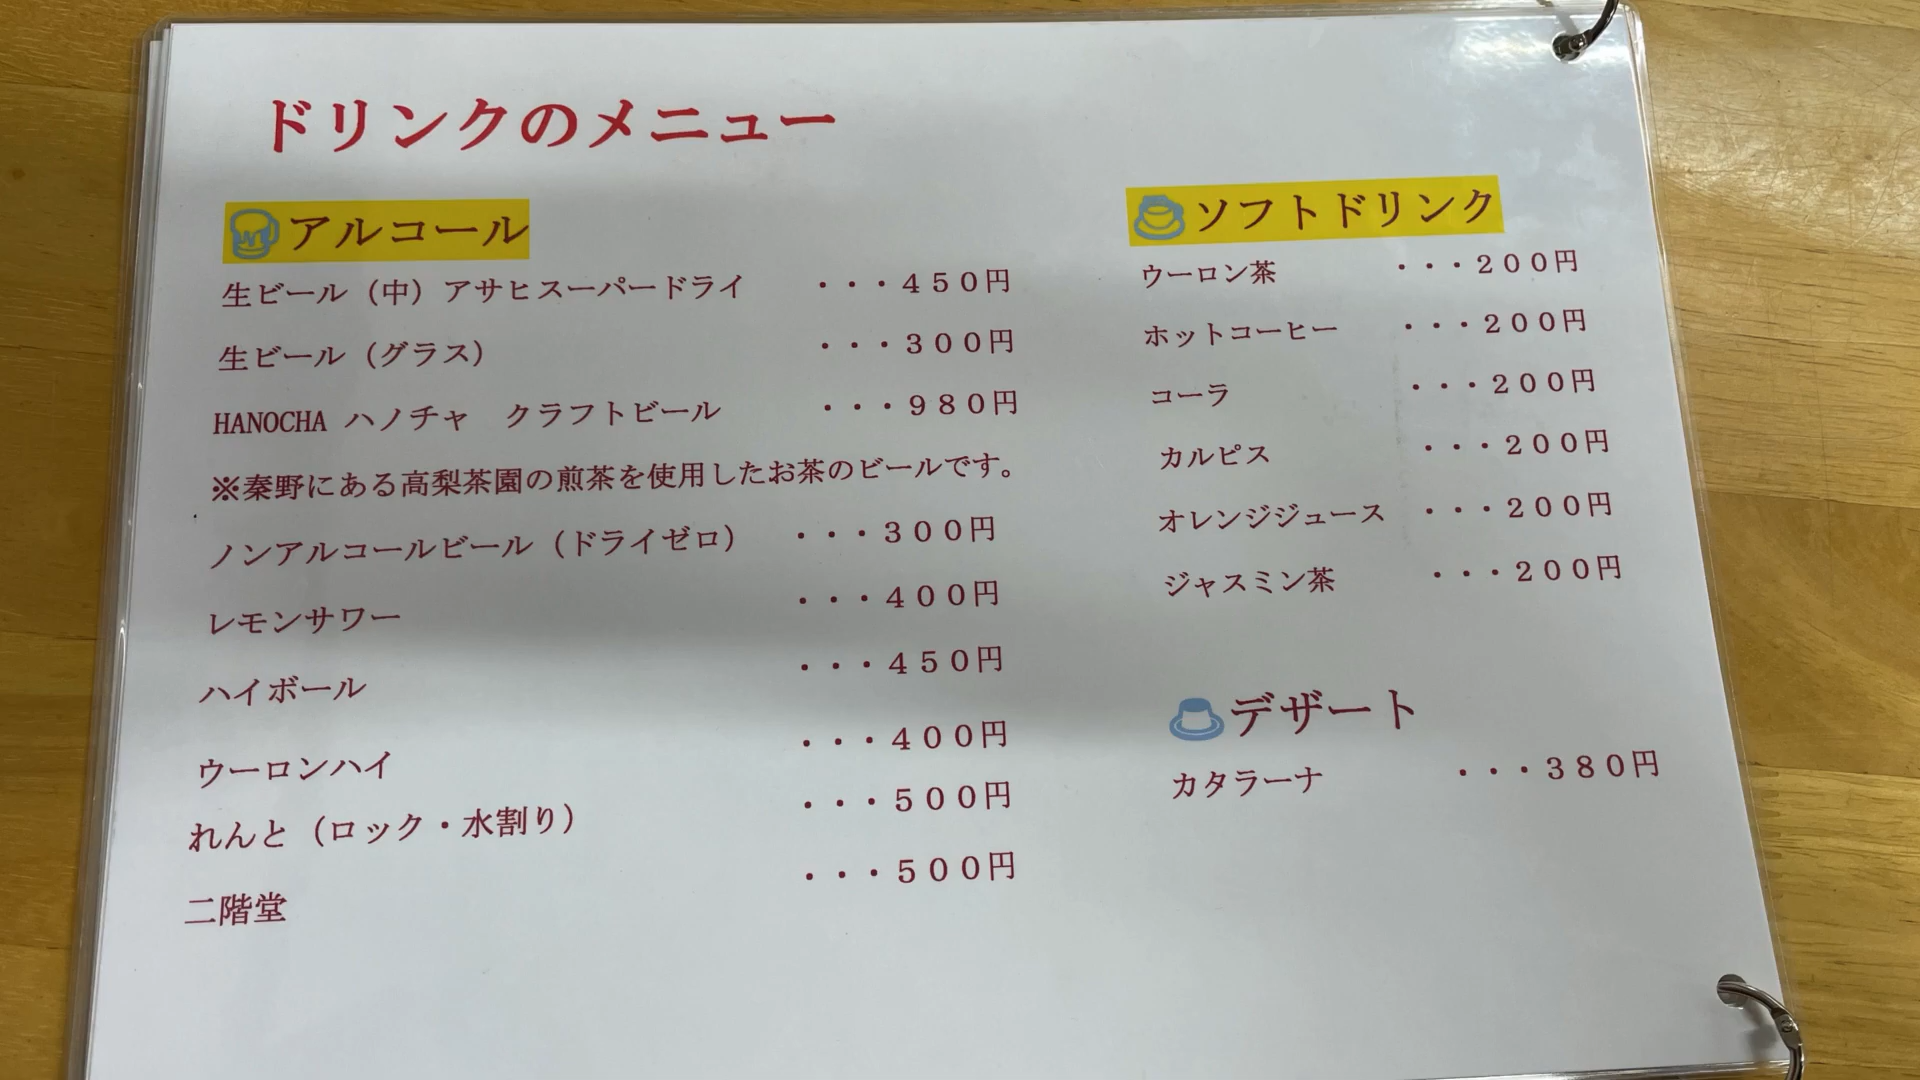 ドリンクのメニュー
アルコール
生ビール（中）アサヒスーパードライ ・・・４５０円
生ビール（グラス） ・・・３００円
HANOCHA ハノチャ　クラフトビール ・・・９８０円
※秦野にある高梨茶園の煎茶を使用したお茶のビールです。
ノンアルコールビール（ドライゼロ） ・・・３００円
レモンサワー ・・・４００円
ハイボール ・・・４５０円
ウーロンハイ ・・・４００円
れんと（ロック・水割り） ・・・５００円
二階堂 ・・・５００円
ソフトドリンク
ウーロン茶 ・・・２００円
ホットコーヒー ・・・２００円
コーラ ・・・２００円
カルピス ・・・２００円
オレンジジュース ・・・２００円
ジャスミン茶 ・・・２００円
デザート
カタラーナ ・・・３８０円